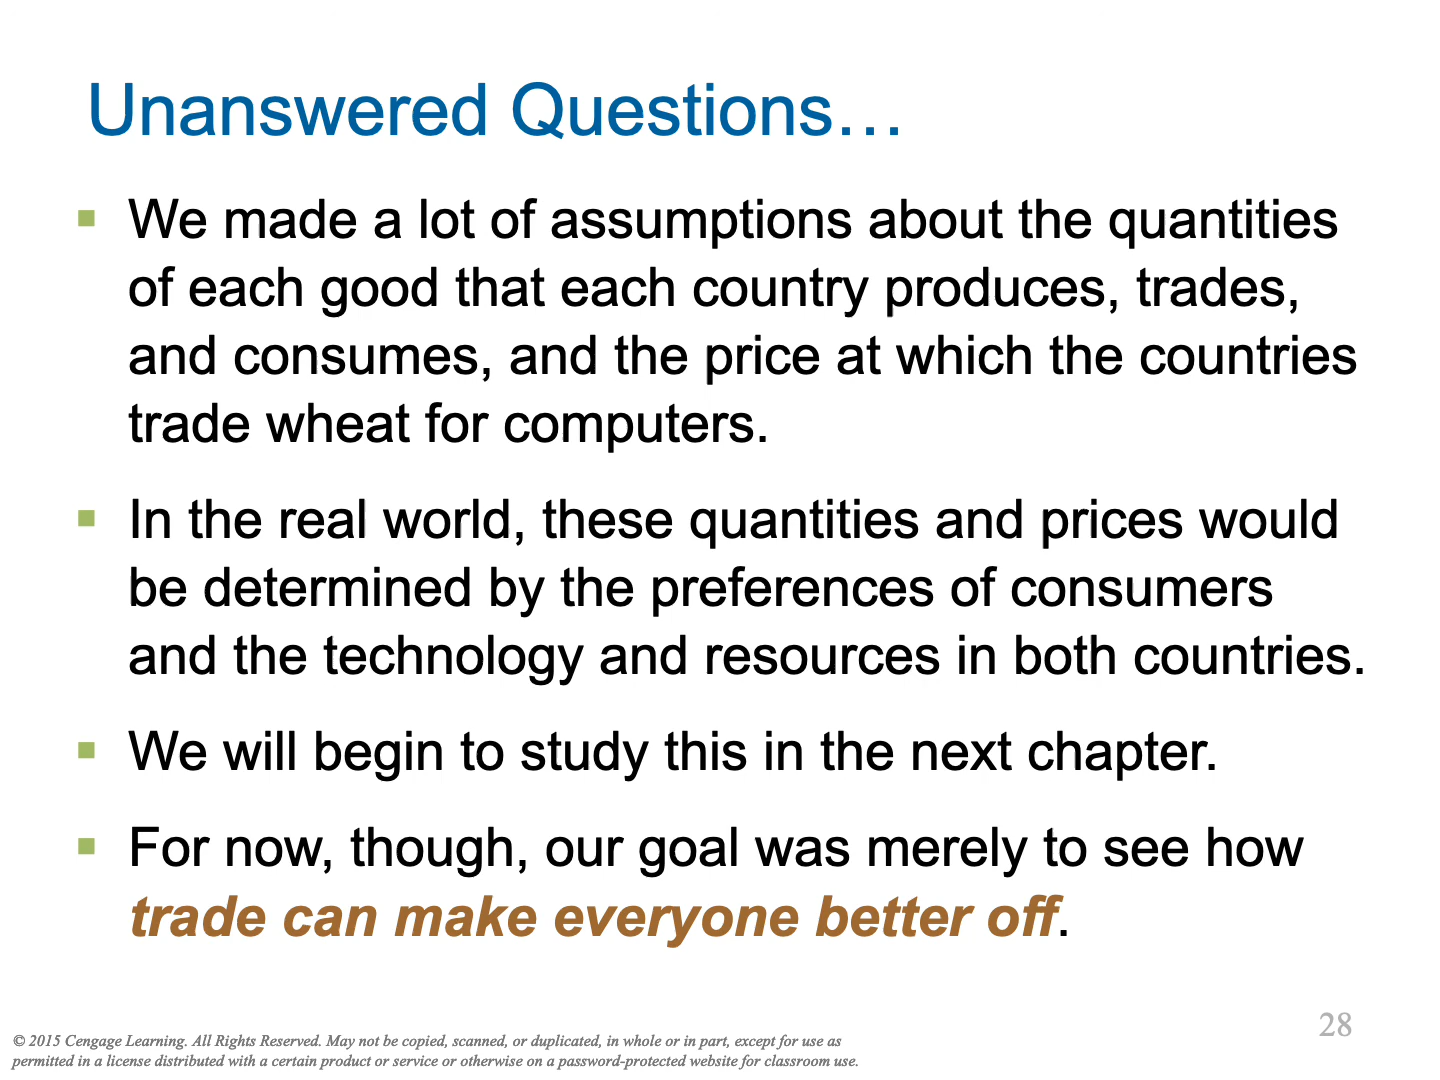 Unanswered Questions…
▪ We made a lot of assumptions about the quantities
of each good that each country produces, trades,
and consumes, and the price at which the countries
trade wheat for computers.
▪ In the real world, these quantities and prices would
be determined by the preferences of consumers
and the technology and resources in both countries.
▪ We will begin to study this in the next chapter.
▪ For now, though, our goal was merely to see how
trade can make everyone better off.
28
© 2015 Cengage Learning. All Rights Reserved. May not be copied, scanned, or duplicated, in whole or in part, except for use as
permitted in a license distributed with a certain product or service or otherwise on a password-protected website for classroom use.